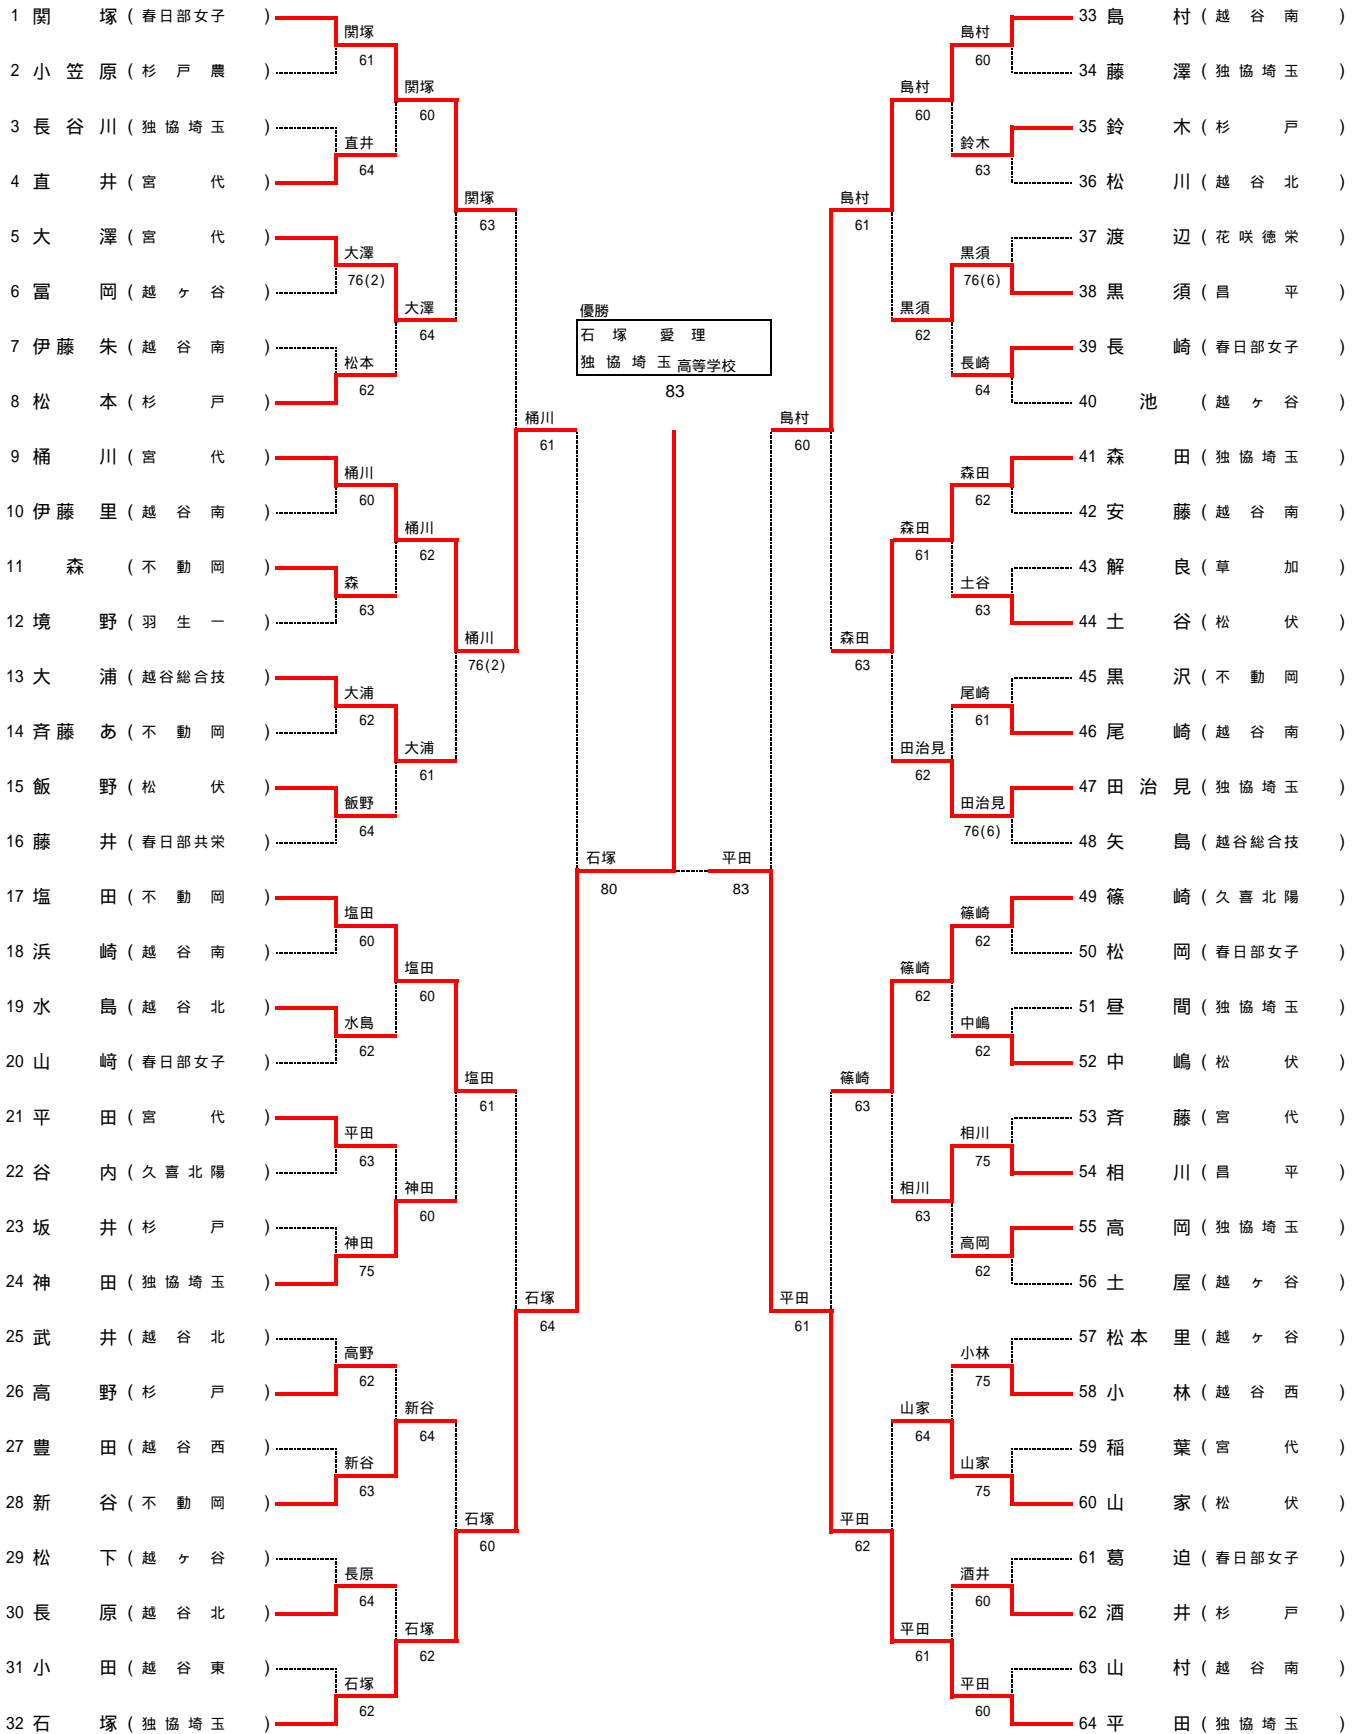 1 関塚 (春日部女子)
2 小笠原 (杉戸農)
3 長谷川 (独協埼玉)
4 直井 (宮代)
5 大澤 (宮代)
6 冨岡 (越ヶ谷)
7 伊藤朱 (越谷南)
8 松本 (杉戸)
9 桶川 (宮代)
10 伊藤里 (越谷南)
11 森 (不動岡)
12 境野 (羽生一)
13 大浦 (越谷総合技)
14 斉藤あ (不動岡)
15 飯野 (松伏)
16 藤井 (春日部共栄)
17 塩田 (不動岡)
18 浜崎 (越谷南)
19 水島 (越谷北)
20 山﨑 (春日部女子)
21 平田 (宮代)
22 谷内 (久喜北陽)
23 坂井 (杉戸)
24 神田 (独協埼玉)
25 武井 (越谷北)
26 高野 (杉戸)
27 豊田 (越谷西)
28 新谷 (不動岡)
29 松下 (越ヶ谷)
30 長原 (越谷北)
31 小田 (越谷東)
32 石塚 (独協埼玉)
関塚
61
直井
64
大澤
76(2)
松本
62
桶川
60
森
63
大浦
62
飯野
64
塩田
60
水島
62
平田
63
神田
75
高野
62
新谷
63
長原
64
石塚
62
関塚
60
大澤
64
桶川
62
大浦
61
塩田
60
神田
60
新谷
64
石塚
62
関塚
63
桶川
76(2)
塩田
61
石塚
60
桶川
61
石塚
64
石塚
80
優勝
石塚 愛理
独協埼玉 高等学校
83
平田
83
島村
60
平田
61
島村
61
森田
63
篠崎
63
平田
62
島村
60
黒須
62
森田
61
田治見
62
篠崎
62
相川
63
山家
64
平田
61
島村
60
鈴木
63
黒須
76(6)
長崎
64
森田
62
土谷
63
尾崎
61
田治見
76(6)
篠崎
62
中嶋
62
相川
75
高岡
62
小林
75
山家
75
酒井
60
平田
60
33 島村 (越谷南)
34 藤澤 (独協埼玉)
35 鈴木 (杉戸)
36 松川 (越谷北)
37 渡辺 (花咲徳栄)
38 黒須 (昌平)
39 長崎 (春日部女子)
40 池 (越ヶ谷)
41 森田 (独協埼玉)
42 安藤 (越谷南)
43 解良 (草加)
44 土谷 (松伏)
45 黒沢 (不動岡)
46 尾崎 (越谷南)
47 田治見 (独協埼玉)
48 矢島 (越谷総合技)
49 篠崎 (久喜北陽)
50 松岡 (春日部女子)
51 昼間 (独協埼玉)
52 中嶋 (松伏)
53 斉藤 (宮代)
54 相川 (昌平)
55 高岡 (独協埼玉)
56 土屋 (越ヶ谷)
57 松本里 (越ヶ谷)
58 小林 (越谷西)
59 稲葉 (宮代)
60 山家 (松伏)
61 葛迫 (春日部女子)
62 酒井 (杉戸)
63 山村 (越谷南)
64 平田 (独協埼玉)